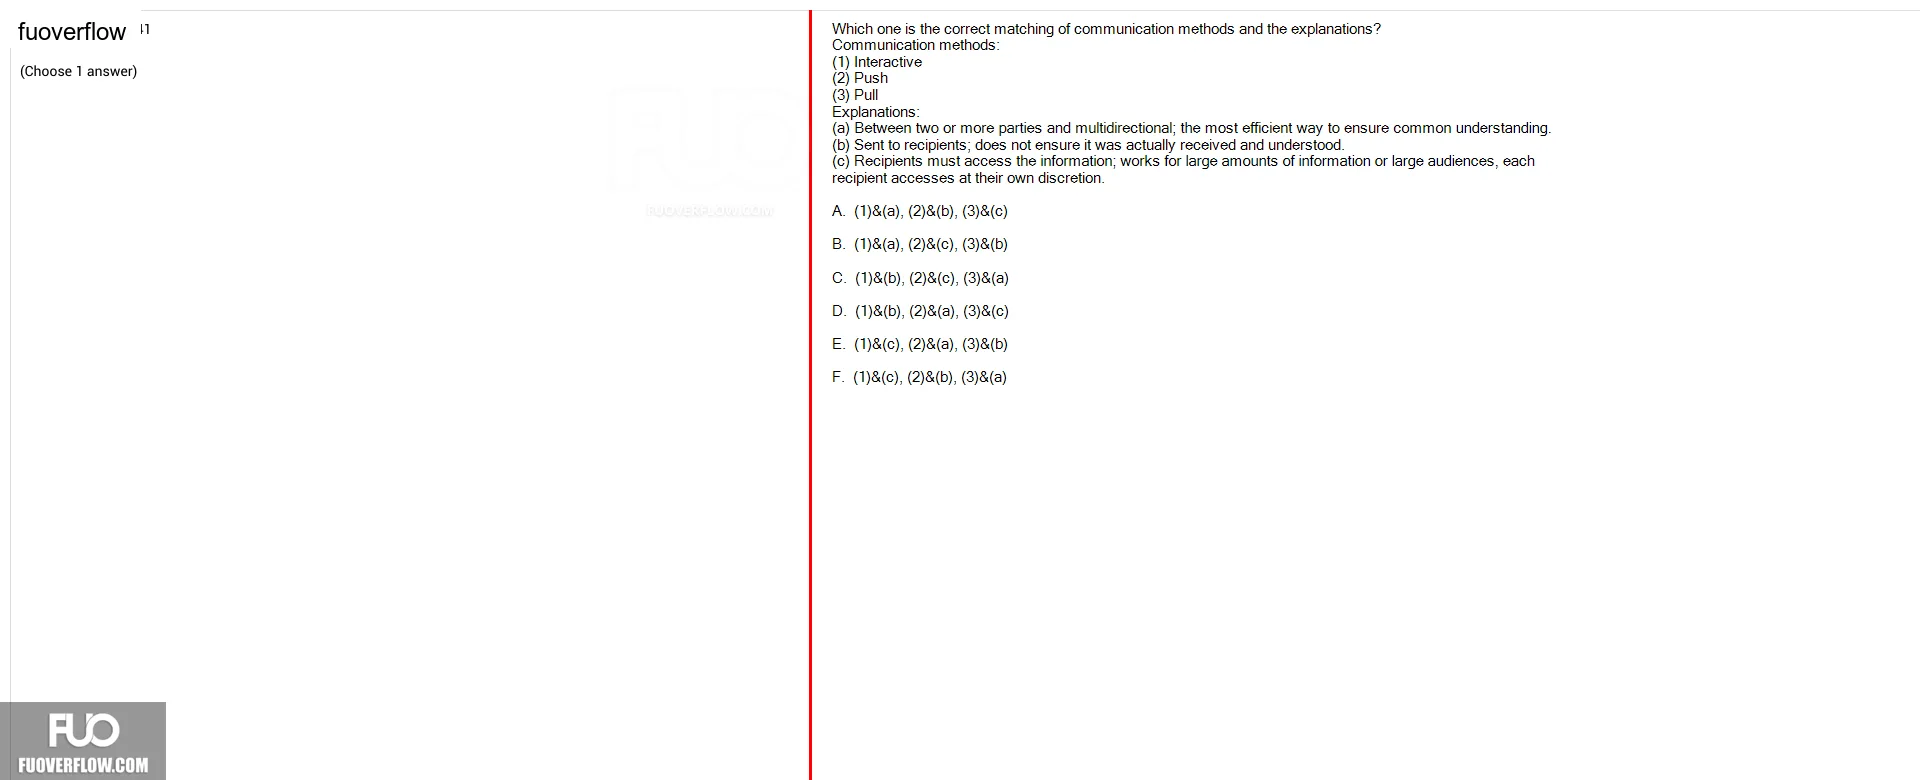 fuoverflow
(Choose 1 answer)
Which one is the correct matching of communication methods and the explanations?
Communication methods:
(1) Interactive
(2) Push
(3) Pull
Explanations:
(a) Between two or more parties and multidirectional; the most efficient way to ensure common understanding.
(b) Sent to recipients; does not ensure it was actually received and understood.
(c) Recipients must access the information; works for large amounts of information or large audiences, each
recipient accesses at their own discretion.
A. (1)&(a), (2)&(b), (3)&(c)
B. (1)&(a), (2)&(c), (3)&(b)
C. (1)&(b), (2)&(c), (3)&(a)
D. (1)&(b), (2)&(a), (3)&(c)
E. (1)&(c), (2)&(a), (3)&(b)
F. (1)&(c), (2)&(b), (3)&(a)
FUOVERFLOW.COM
FUO
FUOVERFLOW.COM